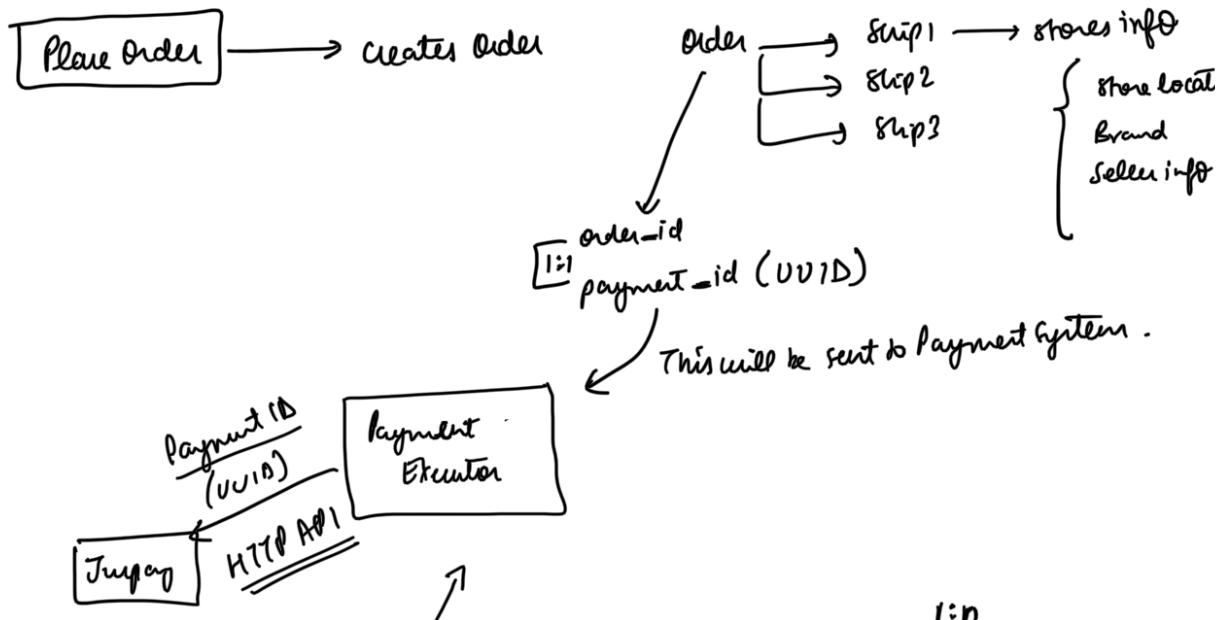 Place Order
creates Order
Order
Ship1
stores info
Ship2
Ship3
store locat
Brand
Seller info
order_id
1:1
payment_id (UUID)
This will be sent to Payment System.
Payment ID
(UUID)
Payment
Executor
HTTP API
Juspay
1:n